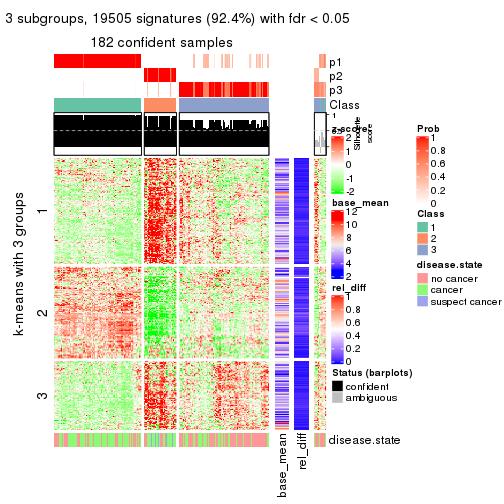 3 subgroups, 19505 signatures (92.4%) with fdr < 0.05
182 confident samples
p1
p2
p3
Class
1
0.5
0
Silhouette
score
z-score
2
1
0
-1
-2
k-means with 3 groups
1
2
3
base_mean
12
10
8
6
4
2
rel_diff
1
0.8
0.6
0.4
0.2
0
Status (barplots)
confident
ambiguous
Prob
1
0.8
0.6
0.4
0.2
0
Class
1
2
3
disease.state
no cancer
cancer
suspect cancer
disease.state
base_mean
rel_diff